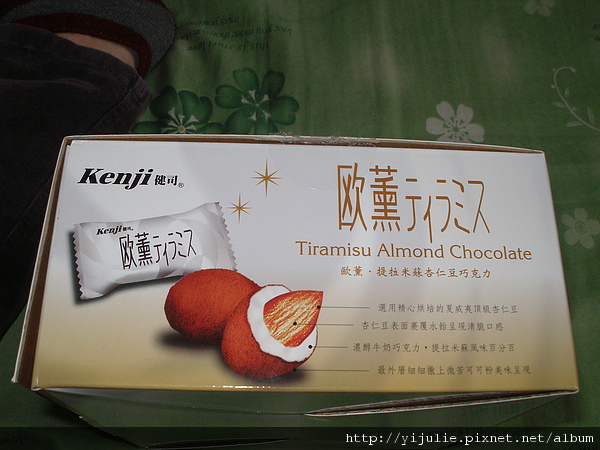 Kenji 健司®
欧薫ティラミス
Tiramisu Almond Chocolate
歐薰・提拉米蘇杏仁豆巧克力
Kenji 健司®
欧薫ティラミス
選用精心烘培的夏威夷頂級杏仁豆
杏仁豆表面裹覆水飴呈現清脆口感
濃醇牛奶巧克力・提拉米蘇風味百分百
最外層細細撒上微苦可可粉美味呈現
http://yijulie.pixnet.net/album